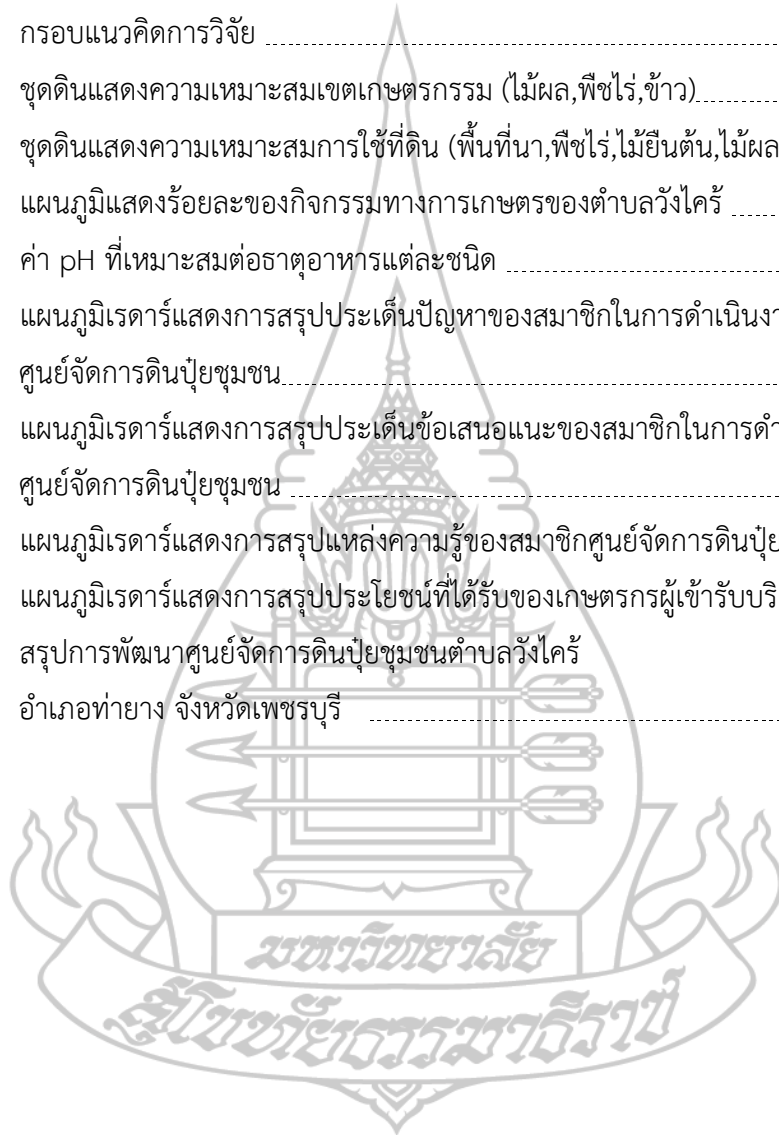 กรอบแนวคิดการวิจัย
ชุดดินแสดงความเหมาะสมเขตเกษตรกรรม (ไม้ผล,พืชไร่,ข้าว)
ชุดดินแสดงความเหมาะสมการใช้ที่ดิน (พื้นที่นา,พืชไร่,ไม้ยืนต้น,ไม้ผล
แผนภูมิแสดงร้อยละของกิจกรรมทางการเกษตรของตำบลวังไคร้
ค่า pH ที่เหมาะสมต่อธาตุอาหารแต่ละชนิด
แผนภูมิเรดาร์แสดงการสรุปประเด็นปัญหาของสมาชิกในการดำเนินงา
ศูนย์จัดการดินปุ๋ยชุมชน
แผนภูมิเรดาร์แสดงการสรุปประเด็นข้อเสนอแนะของสมาชิกในการดำ
ศูนย์จัดการดินปุ๋ยชุมชน
แผนภูมิเรดาร์แสดงการสรุปแหล่งความรู้ของสมาชิกศูนย์จัดการดินปุ๋ย
แผนภูมิเรดาร์แสดงการสรุปประโยชน์ที่ได้รับของเกษตรกรผู้เข้ารับบริ
สรุปการพัฒนาศูนย์จัดการดินปุ๋ยชุมชนตำบลวังไคร้
อำเภอท่ายาง จังหวัดเพชรบุรี
มหาวิทยาลัย
สุโขทัยธรรมาธิราช